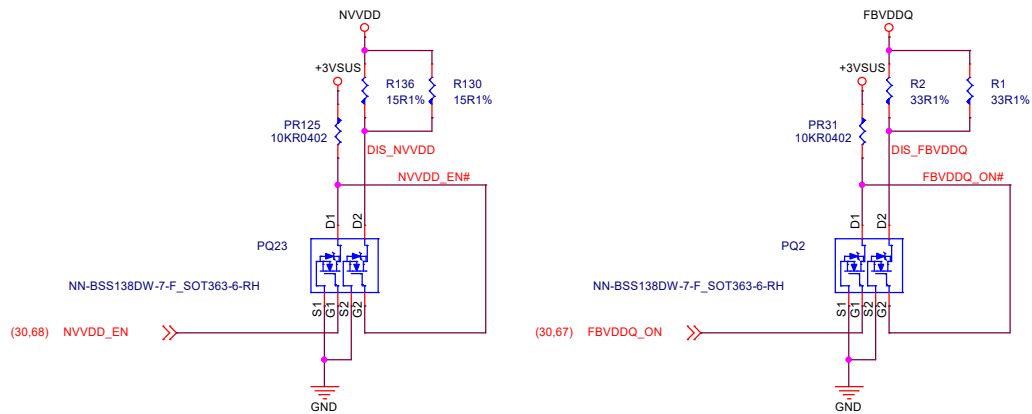 NVVDD
+3VSUS
R136
15R1%
R130
15R1%
PR125
10KR0402
DIS_NVVDD
NVVDD_EN#
D1
D2
PQ23
NN-BSS138DW-7-F_SOT363-6-RH
S1
G1
S2
G2
(30,68) NVVDD_EN
GND
FBVDDQ
+3VSUS
R2
33R1%
R1
33R1%
PR31
10KR0402
DIS_FBVDDQ
FBVDDQ_ON#
D1
D2
PQ2
NN-BSS138DW-7-F_SOT363-6-RH
S1
G1
S2
G2
(30,67) FBVDDQ_ON
GND